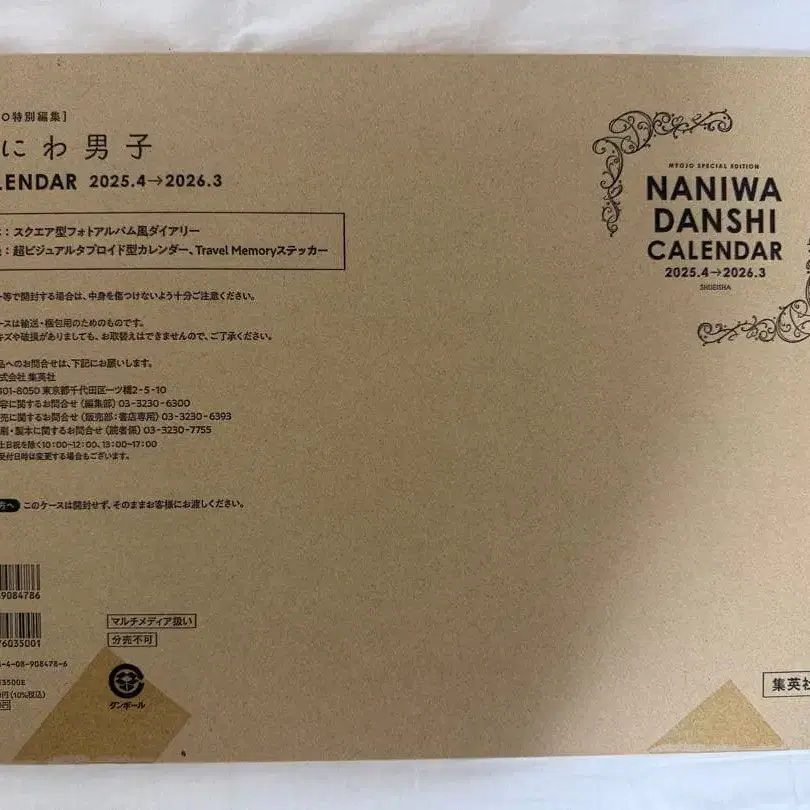 O特別編集]
にわ男子
LENDAR 2025.4→2026.3
：スクエア型フォトアルバム風ダイアリー
：超ビジュアルタブロイド型カレンダー、Travel Memoryステッカー
ー等で開封する場合は、中身を傷つけないよう十分ご注意ください。
ースは輸送・梱包用のためのものです。
キズや破損がありましても、お取替えはできませんので、ご了承ください。
品へのお問合せは、下記にお願いします。
式会社 集英社
101-8050 東京都千代田区一ツ橋2-5-10
容に関するお問合せ（編集部）03-3230-6300
売に関するお問合せ（販売部：書店専用）03-3230-6393
刷・製本に関するお問合せ（読者係）03-3230-7755
土日祝を除く10:00~12:00、13:00~17:00
受付日時は変更する場合もございます。
方へ このケースは開封せず、そのままお客様にお渡しください。
9084786
76035001
-4-08-908478-6
3500E
円(10%税込)
円
マルチメディア扱い
分売不可
ダンボール
MYOJO SPECIAL EDITION
NANIWA
DANSHI
CALENDAR
2025.4→2026.3
SHUEISHA
集英社